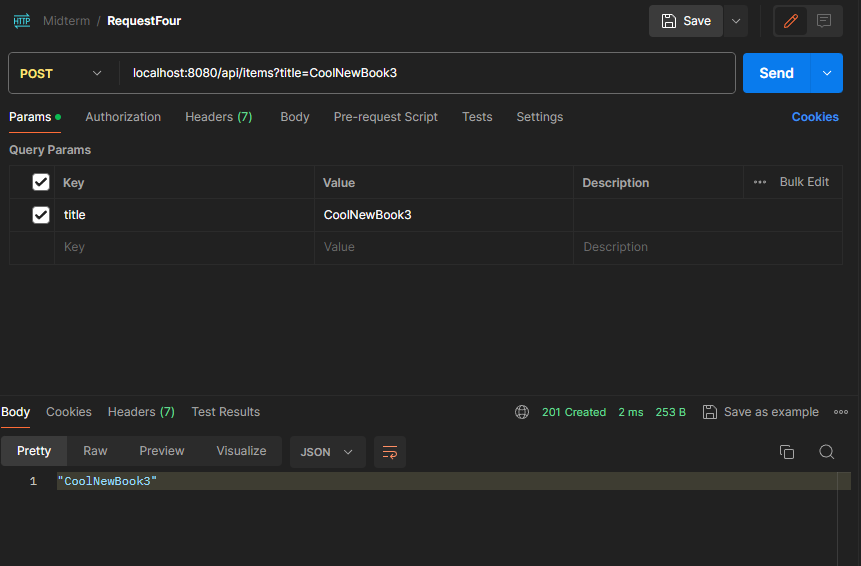 HTTP Midterm / RequestFour Save
POST localhost:8080/api/items?title=CoolNewBook3 Send
Params Authorization Headers (7) Body Pre-request Script Tests Settings Cookies
Query Params
Key Value Description ••• Bulk Edit
title CoolNewBook3
Key Value Description
Body Cookies Headers (7) Test Results 201 Created 2 ms 253 B Save as example
Pretty Raw Preview Visualize JSON
1 "CoolNewBook3"